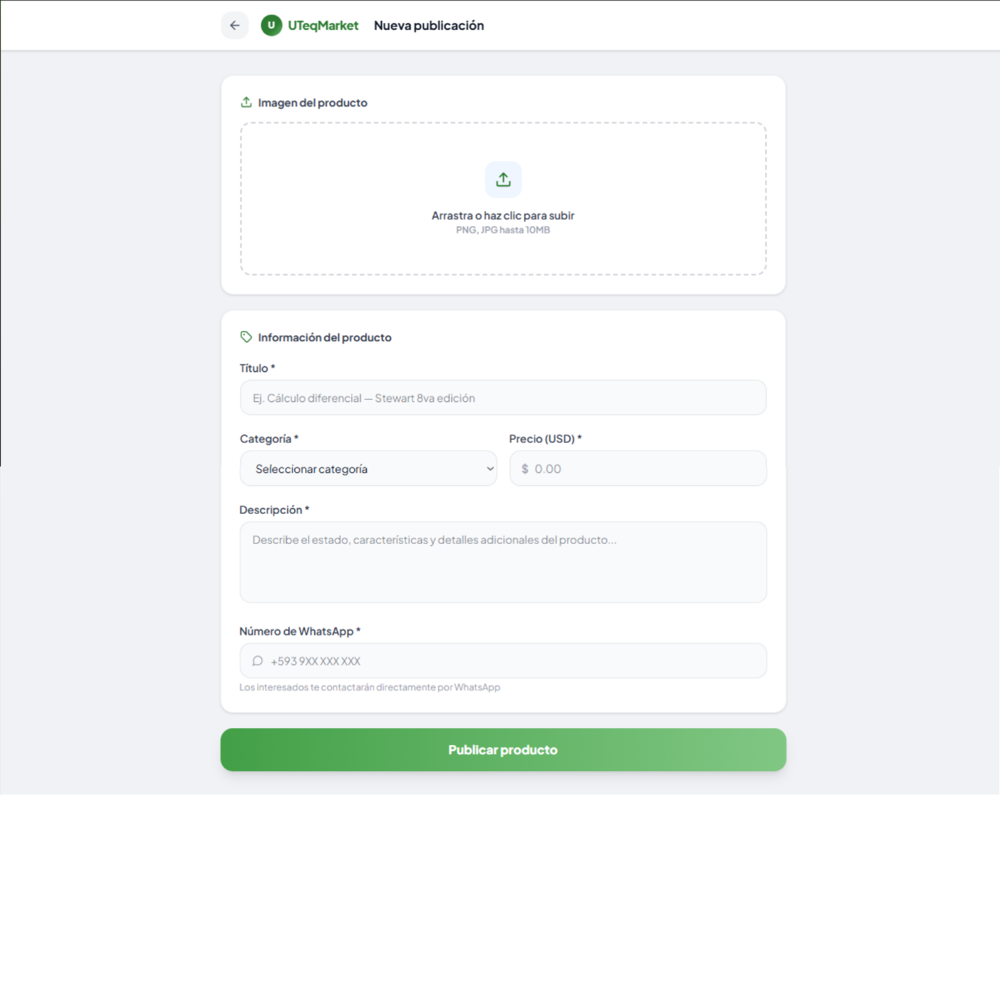 U UTeqMarket Nueva publicación
Imagen del producto
Arrastra o haz clic para subir
PNG, JPG hasta 10MB
Información del producto
Título *
Ej. Cálculo diferencial — Stewart 8va edición
Categoría * Precio (USD) *
Seleccionar categoría $ 0.00
Descripción *
Describe el estado, características y detalles adicionales del producto...
Número de WhatsApp *
+593 9XX XXX XXX
Los interesados te contactarán directamente por WhatsApp
Publicar producto